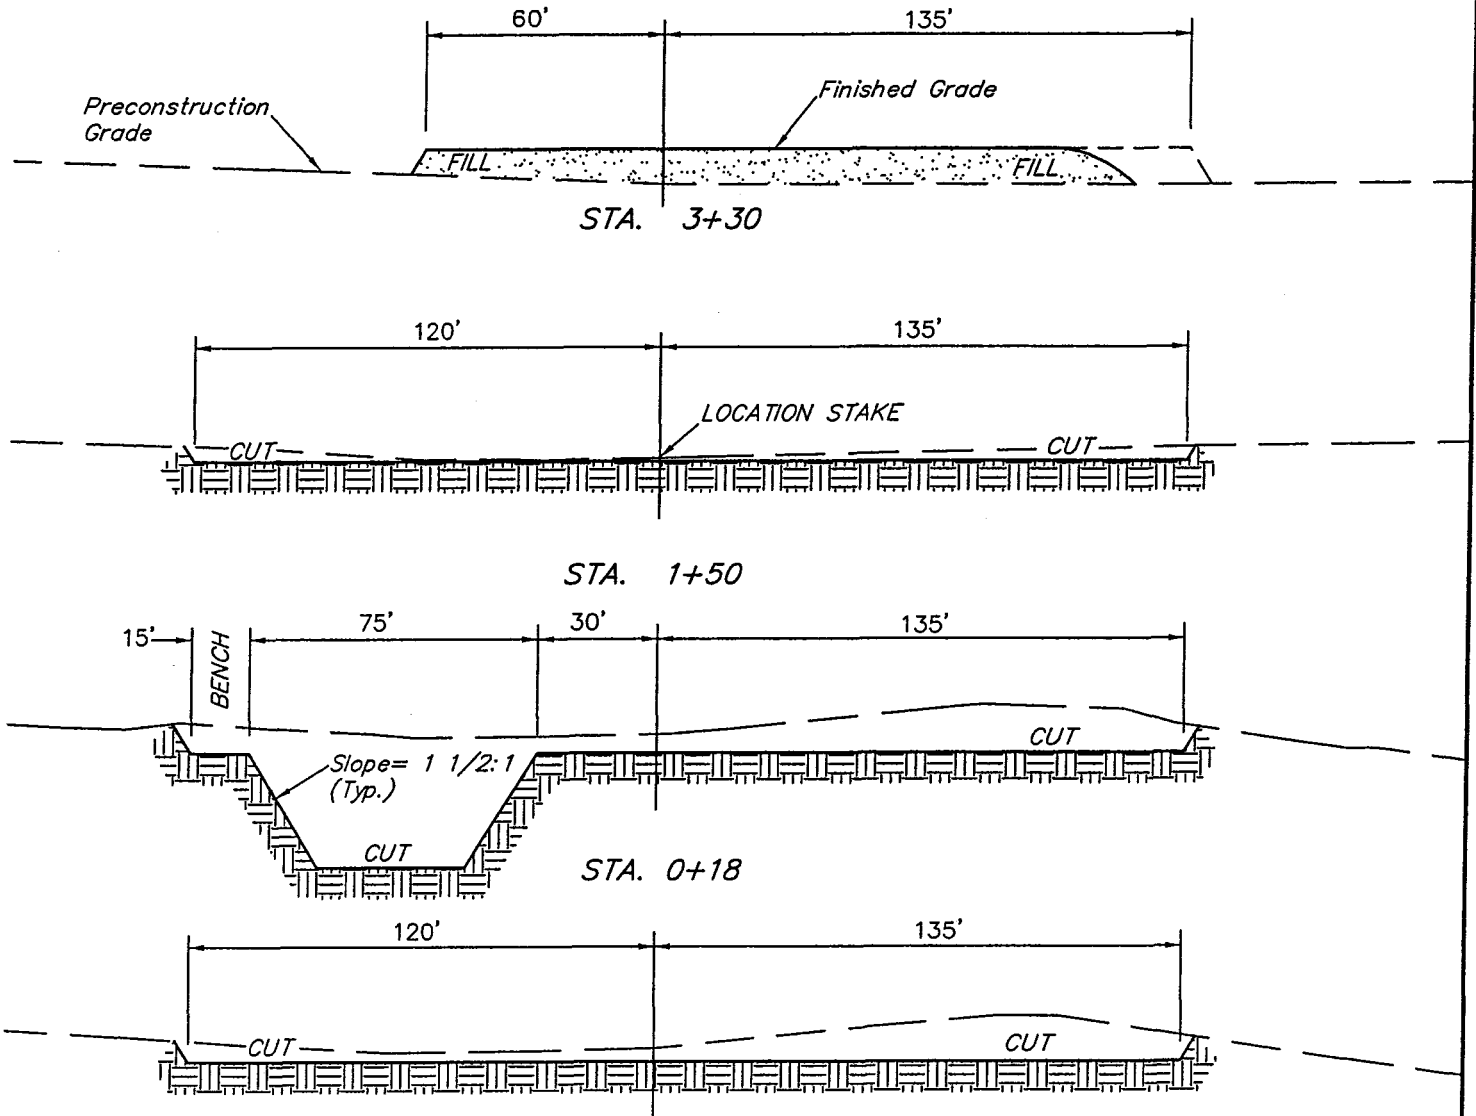 60' 135'
Preconstruction
Grade
Finished Grade
FILL FILL
STA. 3+30
120' 135'
LOCATION STAKE
CUT CUT
STA. 1+50
15' BENCH 75' 30' 135'
CUT
Slope= 1 1/2:1
(Typ.)
CUT
STA. 0+18
120' 135'
CUT CUT